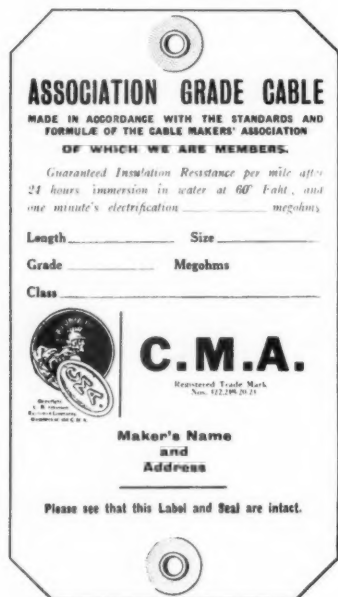 ASSOCIATION GRADE CABLE
MADE IN ACCORDANCE WITH THE STANDARDS AND
FORMULÆ OF THE CABLE MAKERS' ASSOCIATION
OF WHICH WE ARE MEMBERS.
Guaranteed Insulation Resistance per mile after
24 hours immersion in water at 60° Faht., and
one minute's electrification megohms
Length Size
Grade Megohms
Class
C.M.A.
Registered Trade Mark
C.M.A.
Maker's Name
and
Address
Please see that this Label and Seal are intact.